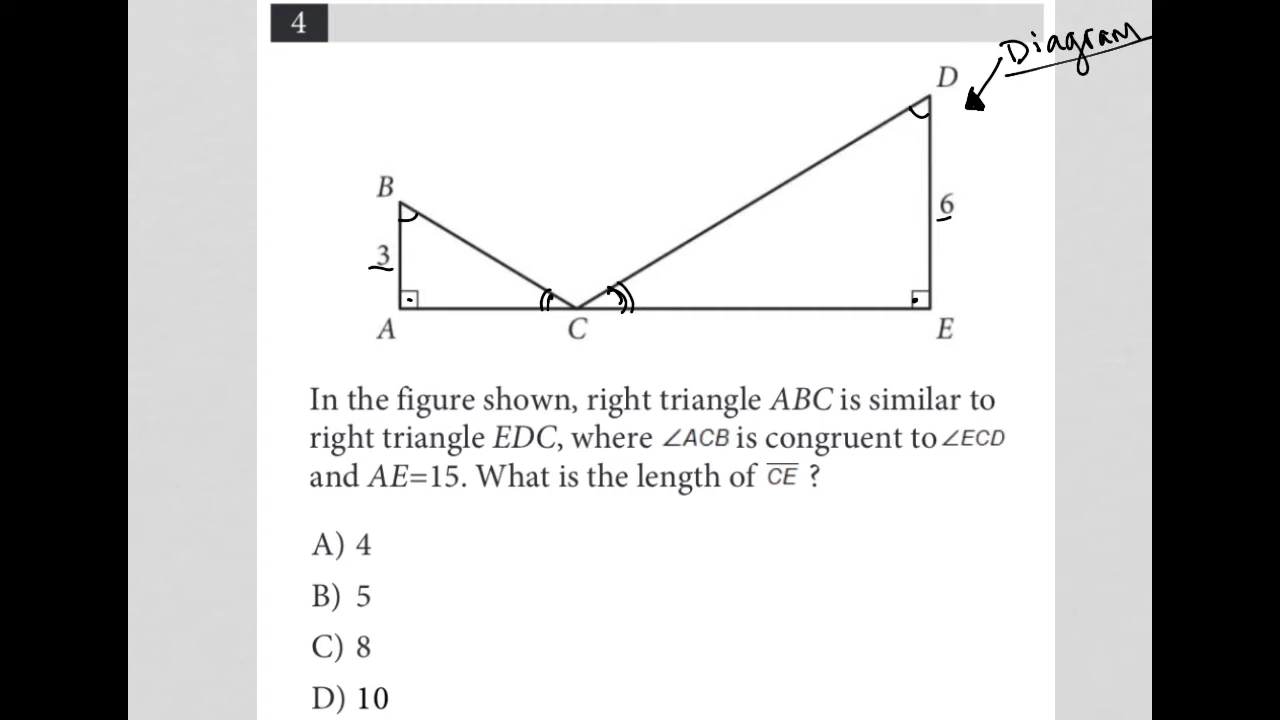 4
Diagram
D
B
6
3
A
C
E
In the figure shown, right triangle ABC is similar to
right triangle EDC, where ∠ACB is congruent to ∠ECD
and AE=15. What is the length of CE ?
A) 4
B) 5
C) 8
D) 10